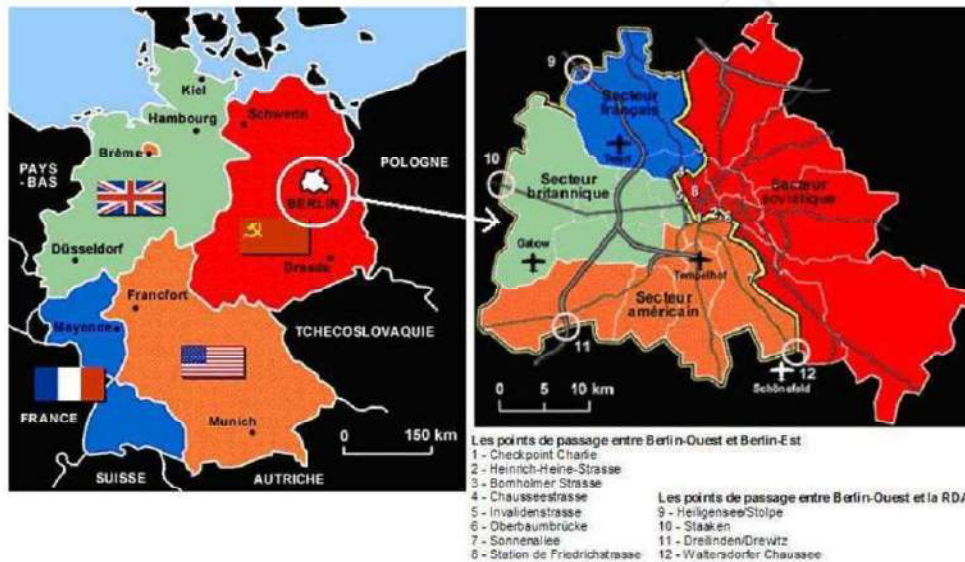 Kiel
Hambourg
Schwerin
Brême
PAYS
-BAS
POLOGNE
BERLIN
Düsseldorf
Dresde
Francfort
Mayence
TCHECOSLOVAQUIE
FRANCE
Munich
0 150 km
SUISSE
AUTRICHE
9
Secteur
français
Tegel
10
Secteur
britannique
4
8
Secteur
soviétique
Gatow
Tempelhof
Secteur
américain
11
12
Schönefeld
0 5 10 km
Les points de passage entre Berlin-Ouest et Berlin-Est
1 - Checkpoint Charlie
2 - Heinrich-Heine-Strasse
3 - Bornholmer Strasse
4 - Chausseestrasse
5 - Invalidenstrasse
6 - Oberbaumbrücke
7 - Sonnenallee
8 - Station de Friedrichstrasse
Les points de passage entre Berlin-Ouest et la RDA
9 - Heiligensee/Stolpe
10 - Staaken
11 - Dreilinden/Drewitz
12 - Waltersdorfer Chaussee